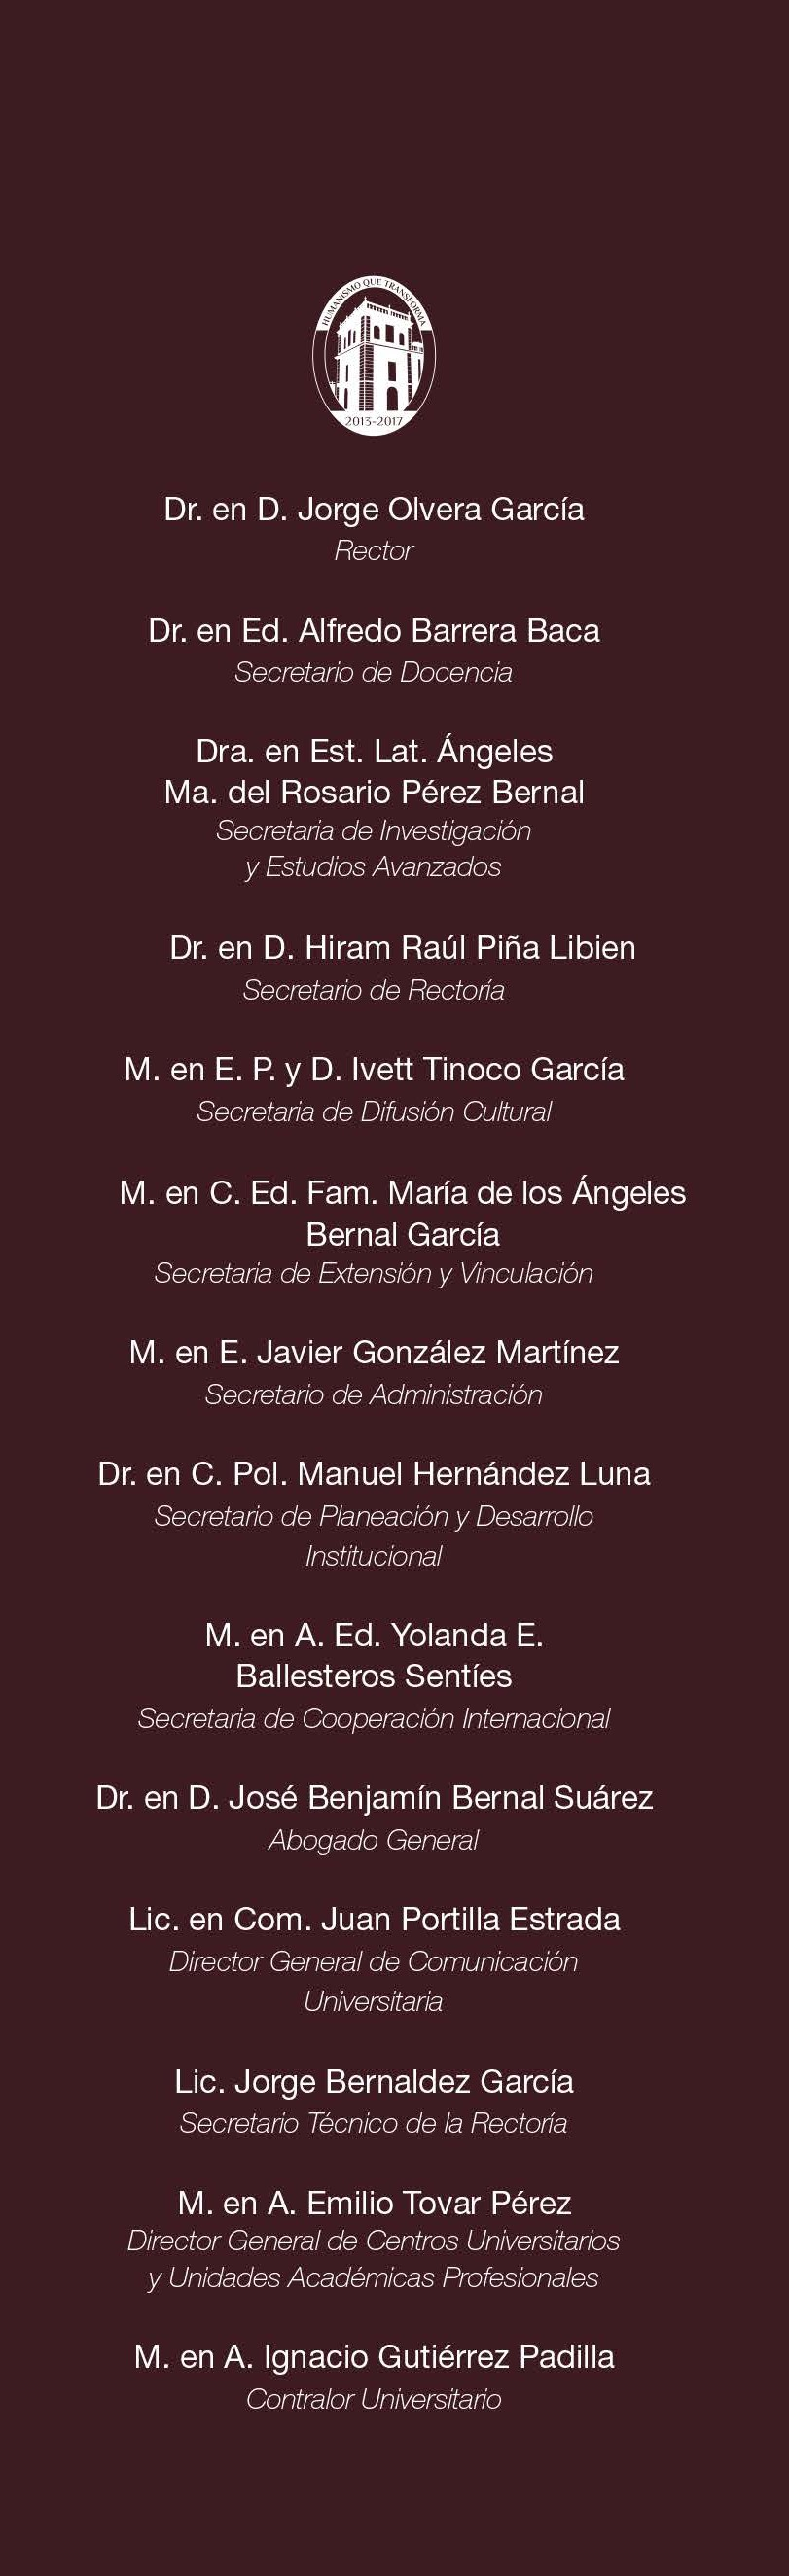 HUMANISMO QUE TRANSFORMA
2013-2017
Dr. en D. Jorge Olvera García
Rector
Dr. en Ed. Alfredo Barrera Baca
Secretario de Docencia
Dra. en Est. Lat. Ángeles
Ma. del Rosario Pérez Bernal
Secretaria de Investigación
y Estudios Avanzados
Dr. en D. Hiram Raúl Piña Libien
Secretario de Rectoría
M. en E. P. y D. Ivett Tinoco García
Secretaria de Difusión Cultural
M. en C. Ed. Fam. María de los Ángeles
Bernal García
Secretaria de Extensión y Vinculación
M. en E. Javier González Martínez
Secretario de Administración
Dr. en C. Pol. Manuel Hernández Luna
Secretario de Planeación y Desarrollo
Institucional
M. en A. Ed. Yolanda E.
Ballesteros Sentíes
Secretaria de Cooperación Internacional
Dr. en D. José Benjamín Bernal Suárez
Abogado General
Lic. en Com. Juan Portilla Estrada
Director General de Comunicación
Universitaria
Lic. Jorge Bernaldez García
Secretario Técnico de la Rectoría
M. en A. Emilio Tovar Pérez
Director General de Centros Universitarios
y Unidades Académicas Profesionales
M. en A. Ignacio Gutiérrez Padilla
Contralor Universitario